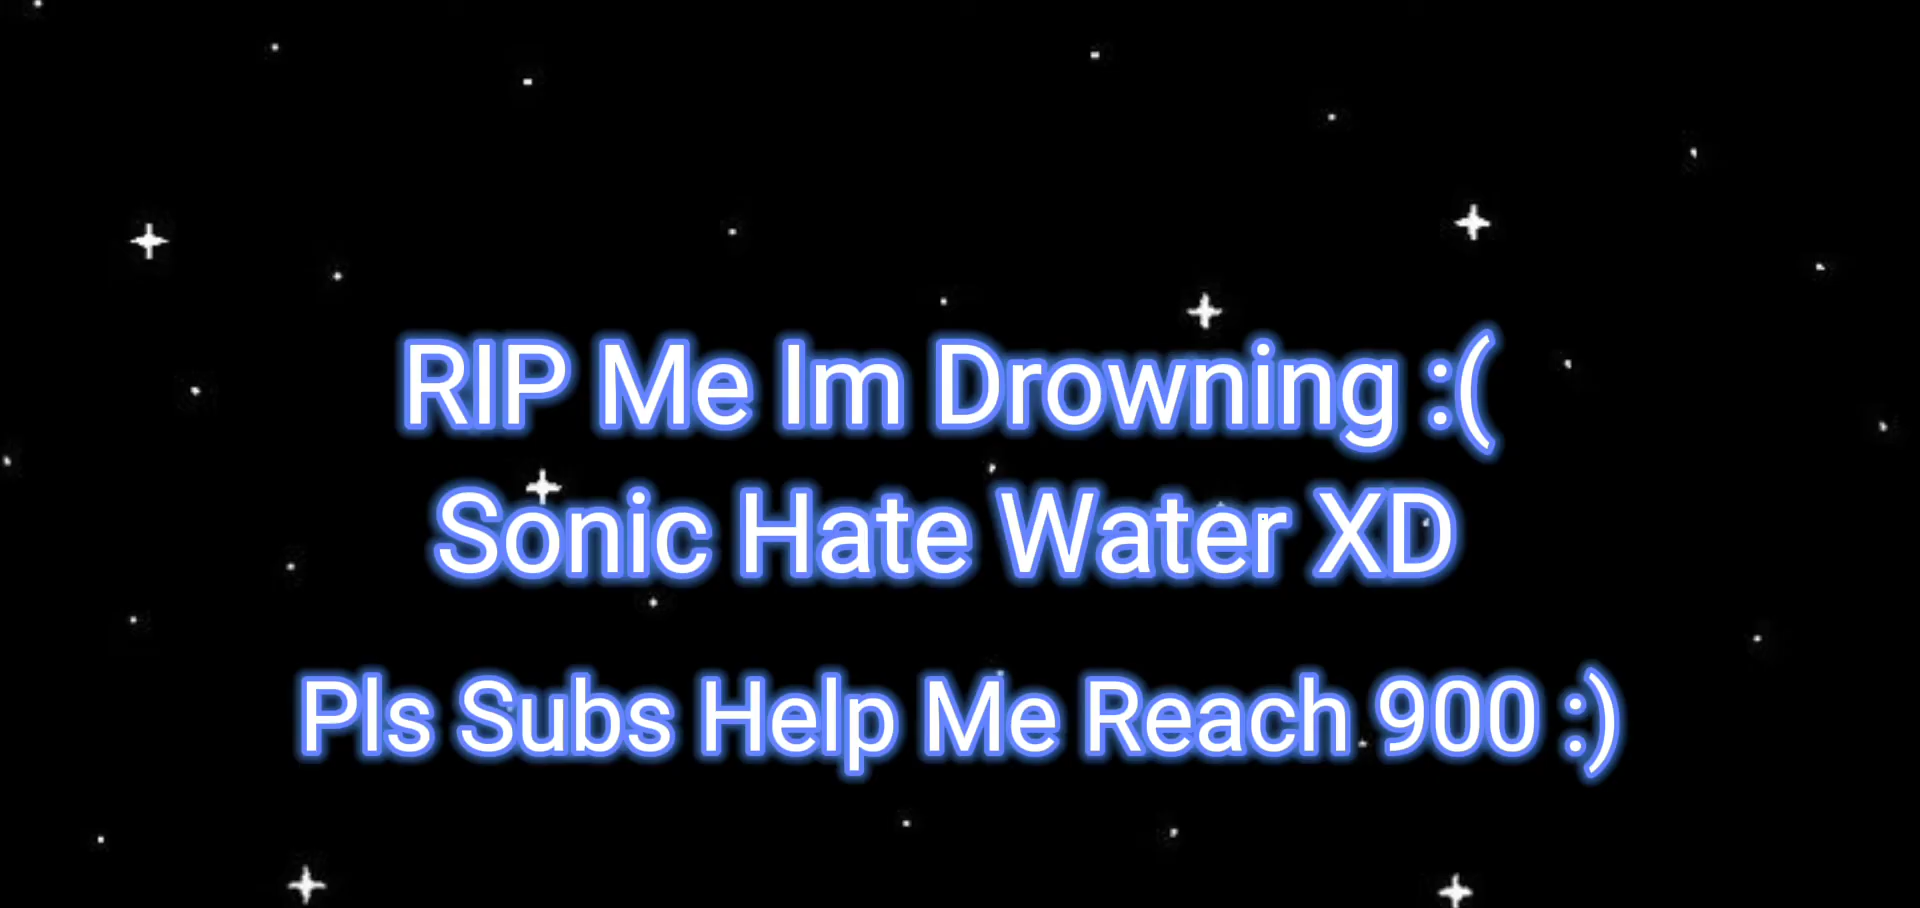 RIP Me Im Drowning :(
Sonic Hate Water XD
Pls Subs Help Me Reach 900 :)